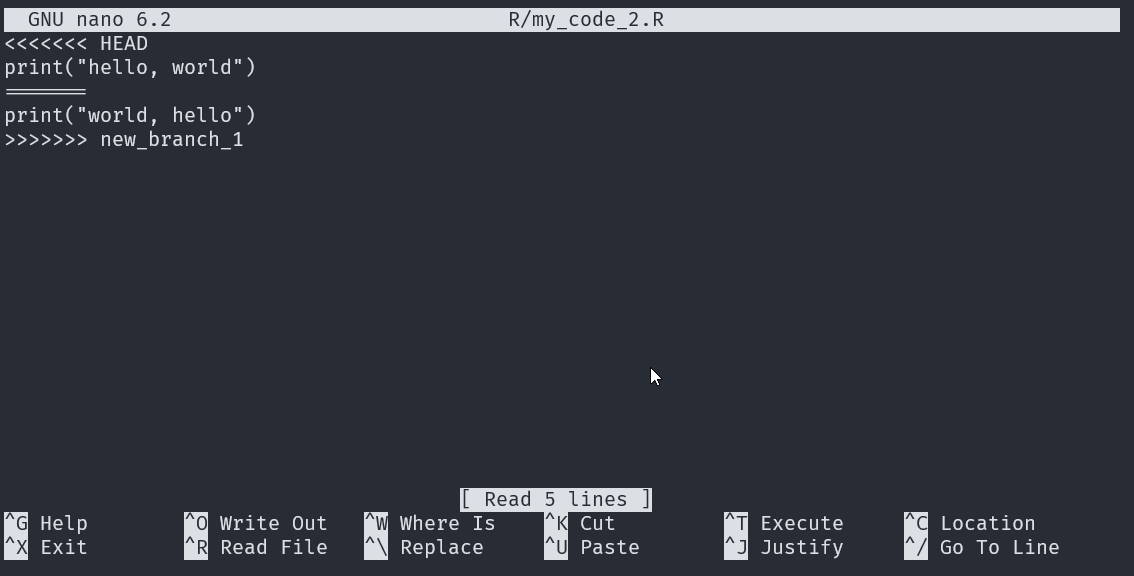 GNU nano 6.2 R/my_code_2.R
<<<<<<< HEAD
print("hello, world")
=======
print("world, hello")
>>>>>>> new_branch_1
[ Read 5 lines ]
^G Help ^O Write Out ^W Where Is ^K Cut ^T Execute ^C Location
^X Exit ^R Read File ^\ Replace ^U Paste ^J Justify ^/ Go To Line